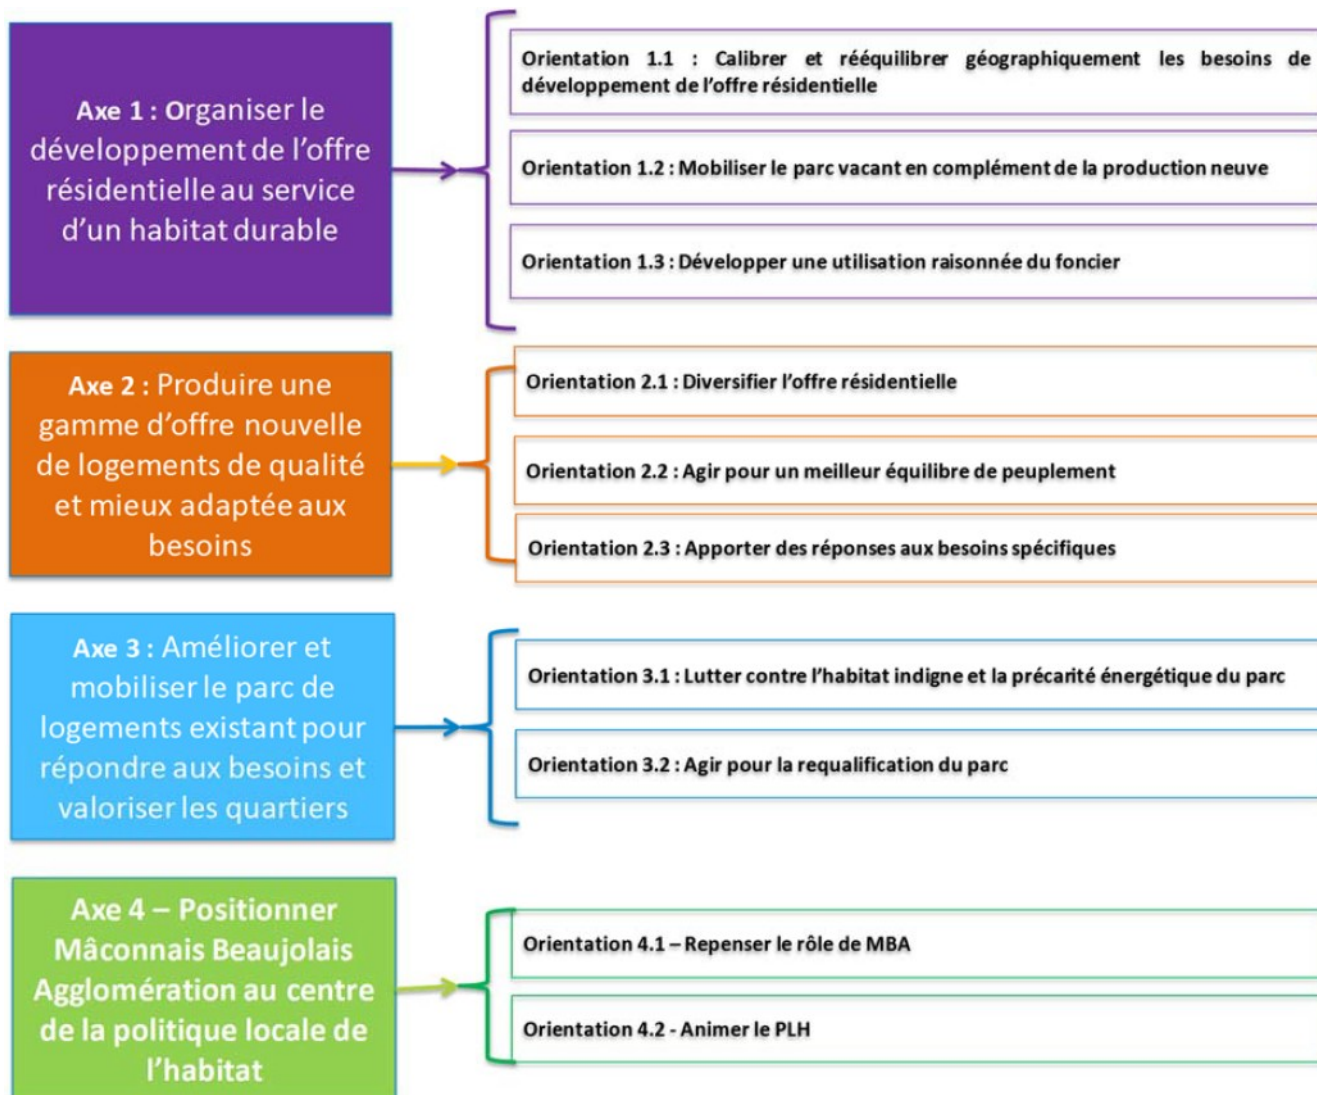 Axe 1 : Organiser le
développement de l’offre
résidentielle au service
d’un habitat durable
Orientation 1.1 : Calibrer et rééquilibrer géographiquement les besoins de
développement de l’offre résidentielle
Orientation 1.2 : Mobiliser le parc vacant en complément de la production neuve
Orientation 1.3 : Développer une utilisation raisonnée du foncier
Axe 2 : Produire une
gamme d’offre nouvelle
de logements de qualité
et mieux adaptée aux
besoins
Orientation 2.1 : Diversifier l’offre résidentielle
Orientation 2.2 : Agir pour un meilleur équilibre de peuplement
Orientation 2.3 : Apporter des réponses aux besoins spécifiques
Axe 3 : Améliorer et
mobiliser le parc de
logements existant pour
répondre aux besoins et
valoriser les quartiers
Orientation 3.1 : Lutter contre l’habitat indigne et la précarité énergétique du parc
Orientation 3.2 : Agir pour la requalification du parc
Axe 4 – Positionner
Mâconnais Beaujolais
Agglomération au centre
de la politique locale de
l’habitat
Orientation 4.1 – Repenser le rôle de MBA
Orientation 4.2 - Animer le PLH